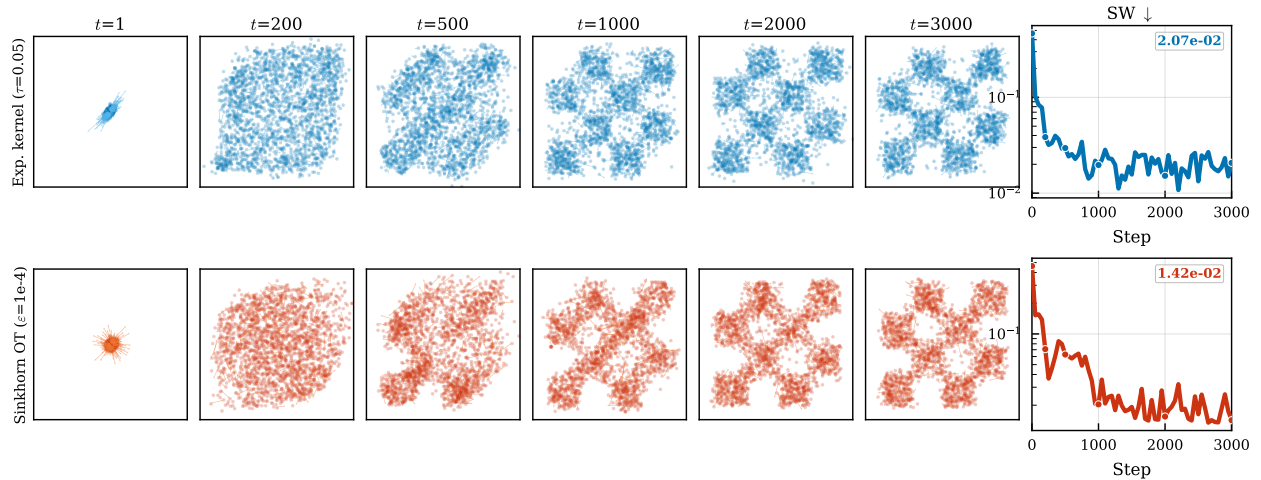 t=1 t=200 t=500 t=1000 t=2000 t=3000 SW ↓
Exp. kernel (τ=0.05)
2.07e-02
10⁻¹
10⁻²
0 1000 2000 3000
Step
Sinkhorn OT (ε=1e-4)
1.42e-02
10⁻¹
0 1000 2000 3000
Step